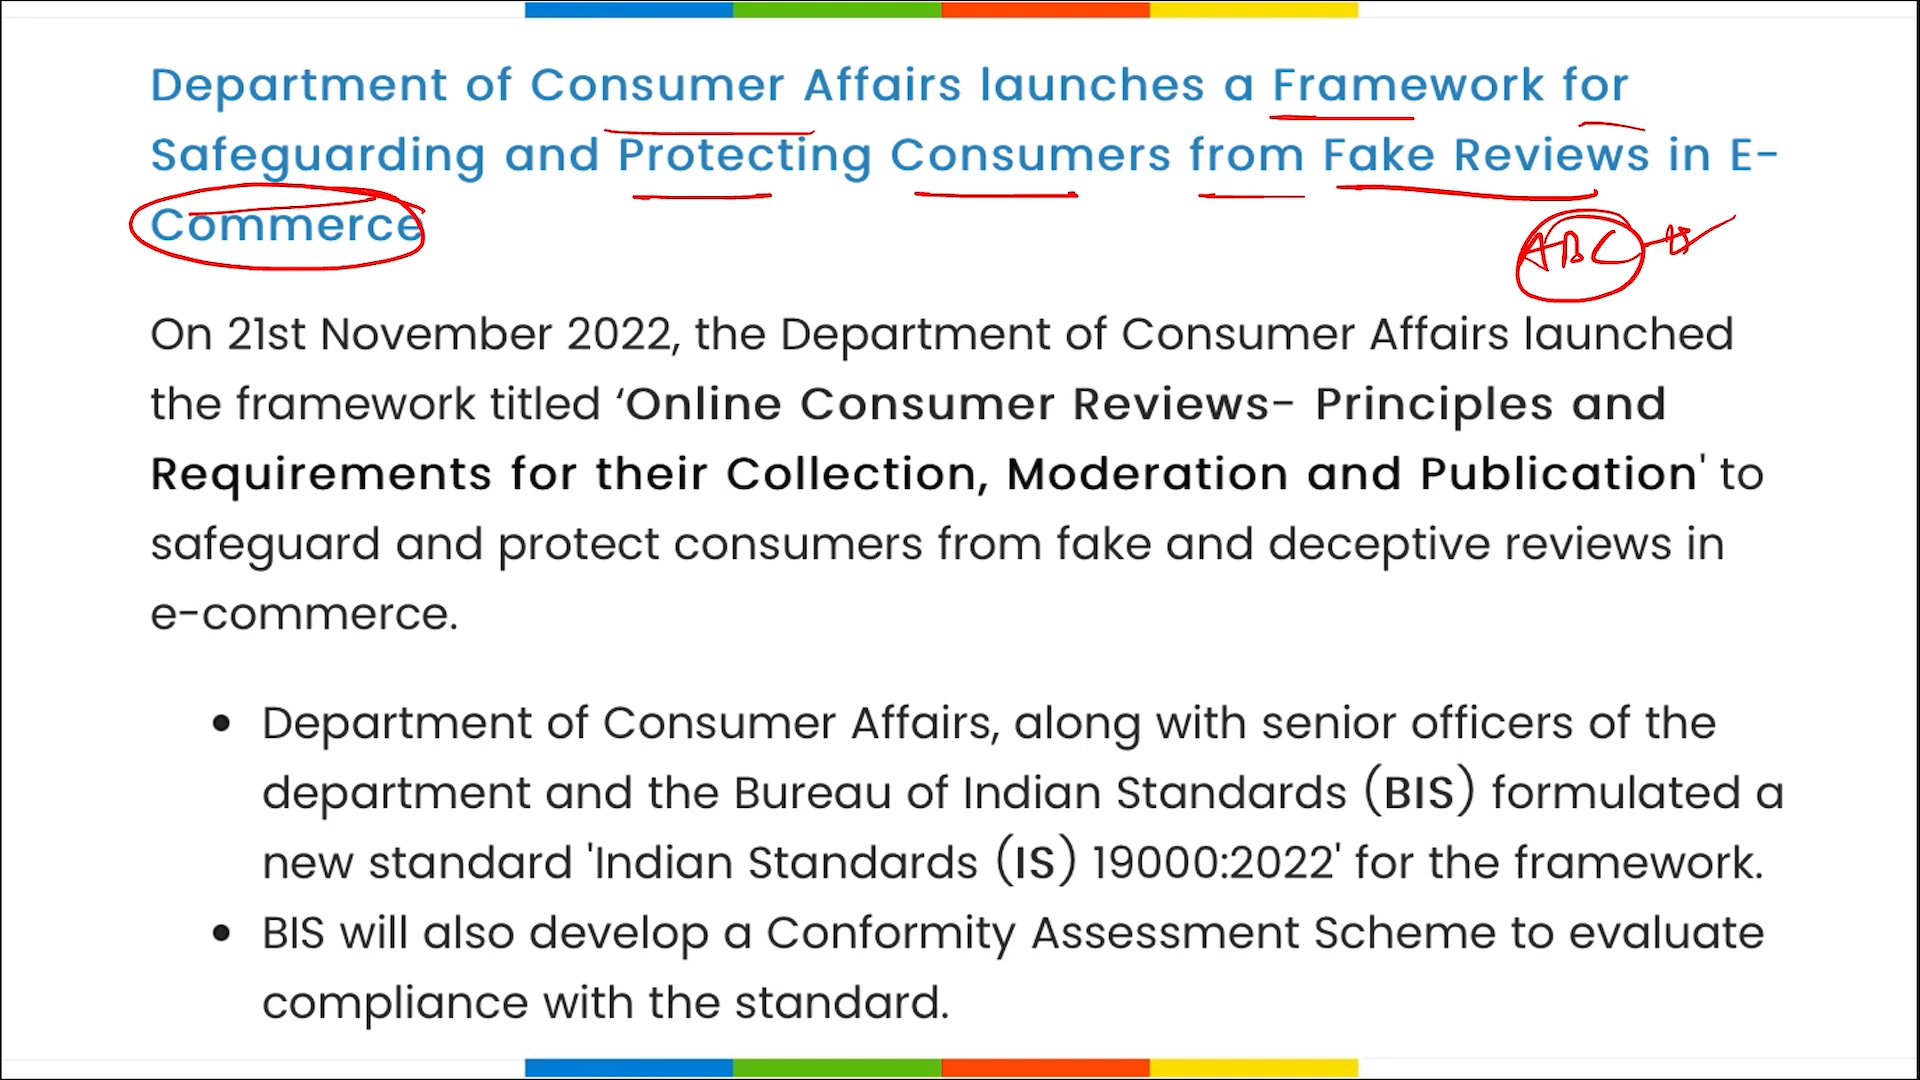 Department of Consumer Affairs launches a Framework for
Safeguarding and Protecting Consumers from Fake Reviews in E-
Commerce
ABC
On 21st November 2022, the Department of Consumer Affairs launched
the framework titled ‘Online Consumer Reviews- Principles and
Requirements for their Collection, Moderation and Publication' to
safeguard and protect consumers from fake and deceptive reviews in
e-commerce.
• Department of Consumer Affairs, along with senior officers of the
department and the Bureau of Indian Standards (BIS) formulated a
new standard 'Indian Standards (IS) 19000:2022' for the framework.
• BIS will also develop a Conformity Assessment Scheme to evaluate
compliance with the standard.